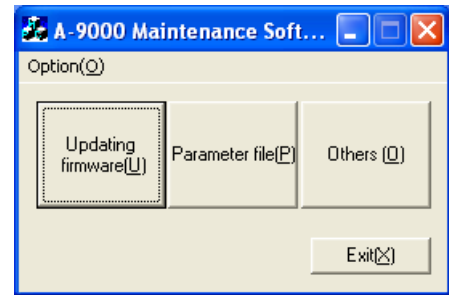 A-9000 Maintenance Soft...
Option(O)
Updating
firmware(U)
Parameter file(P)
Others (O)
Exit(X)